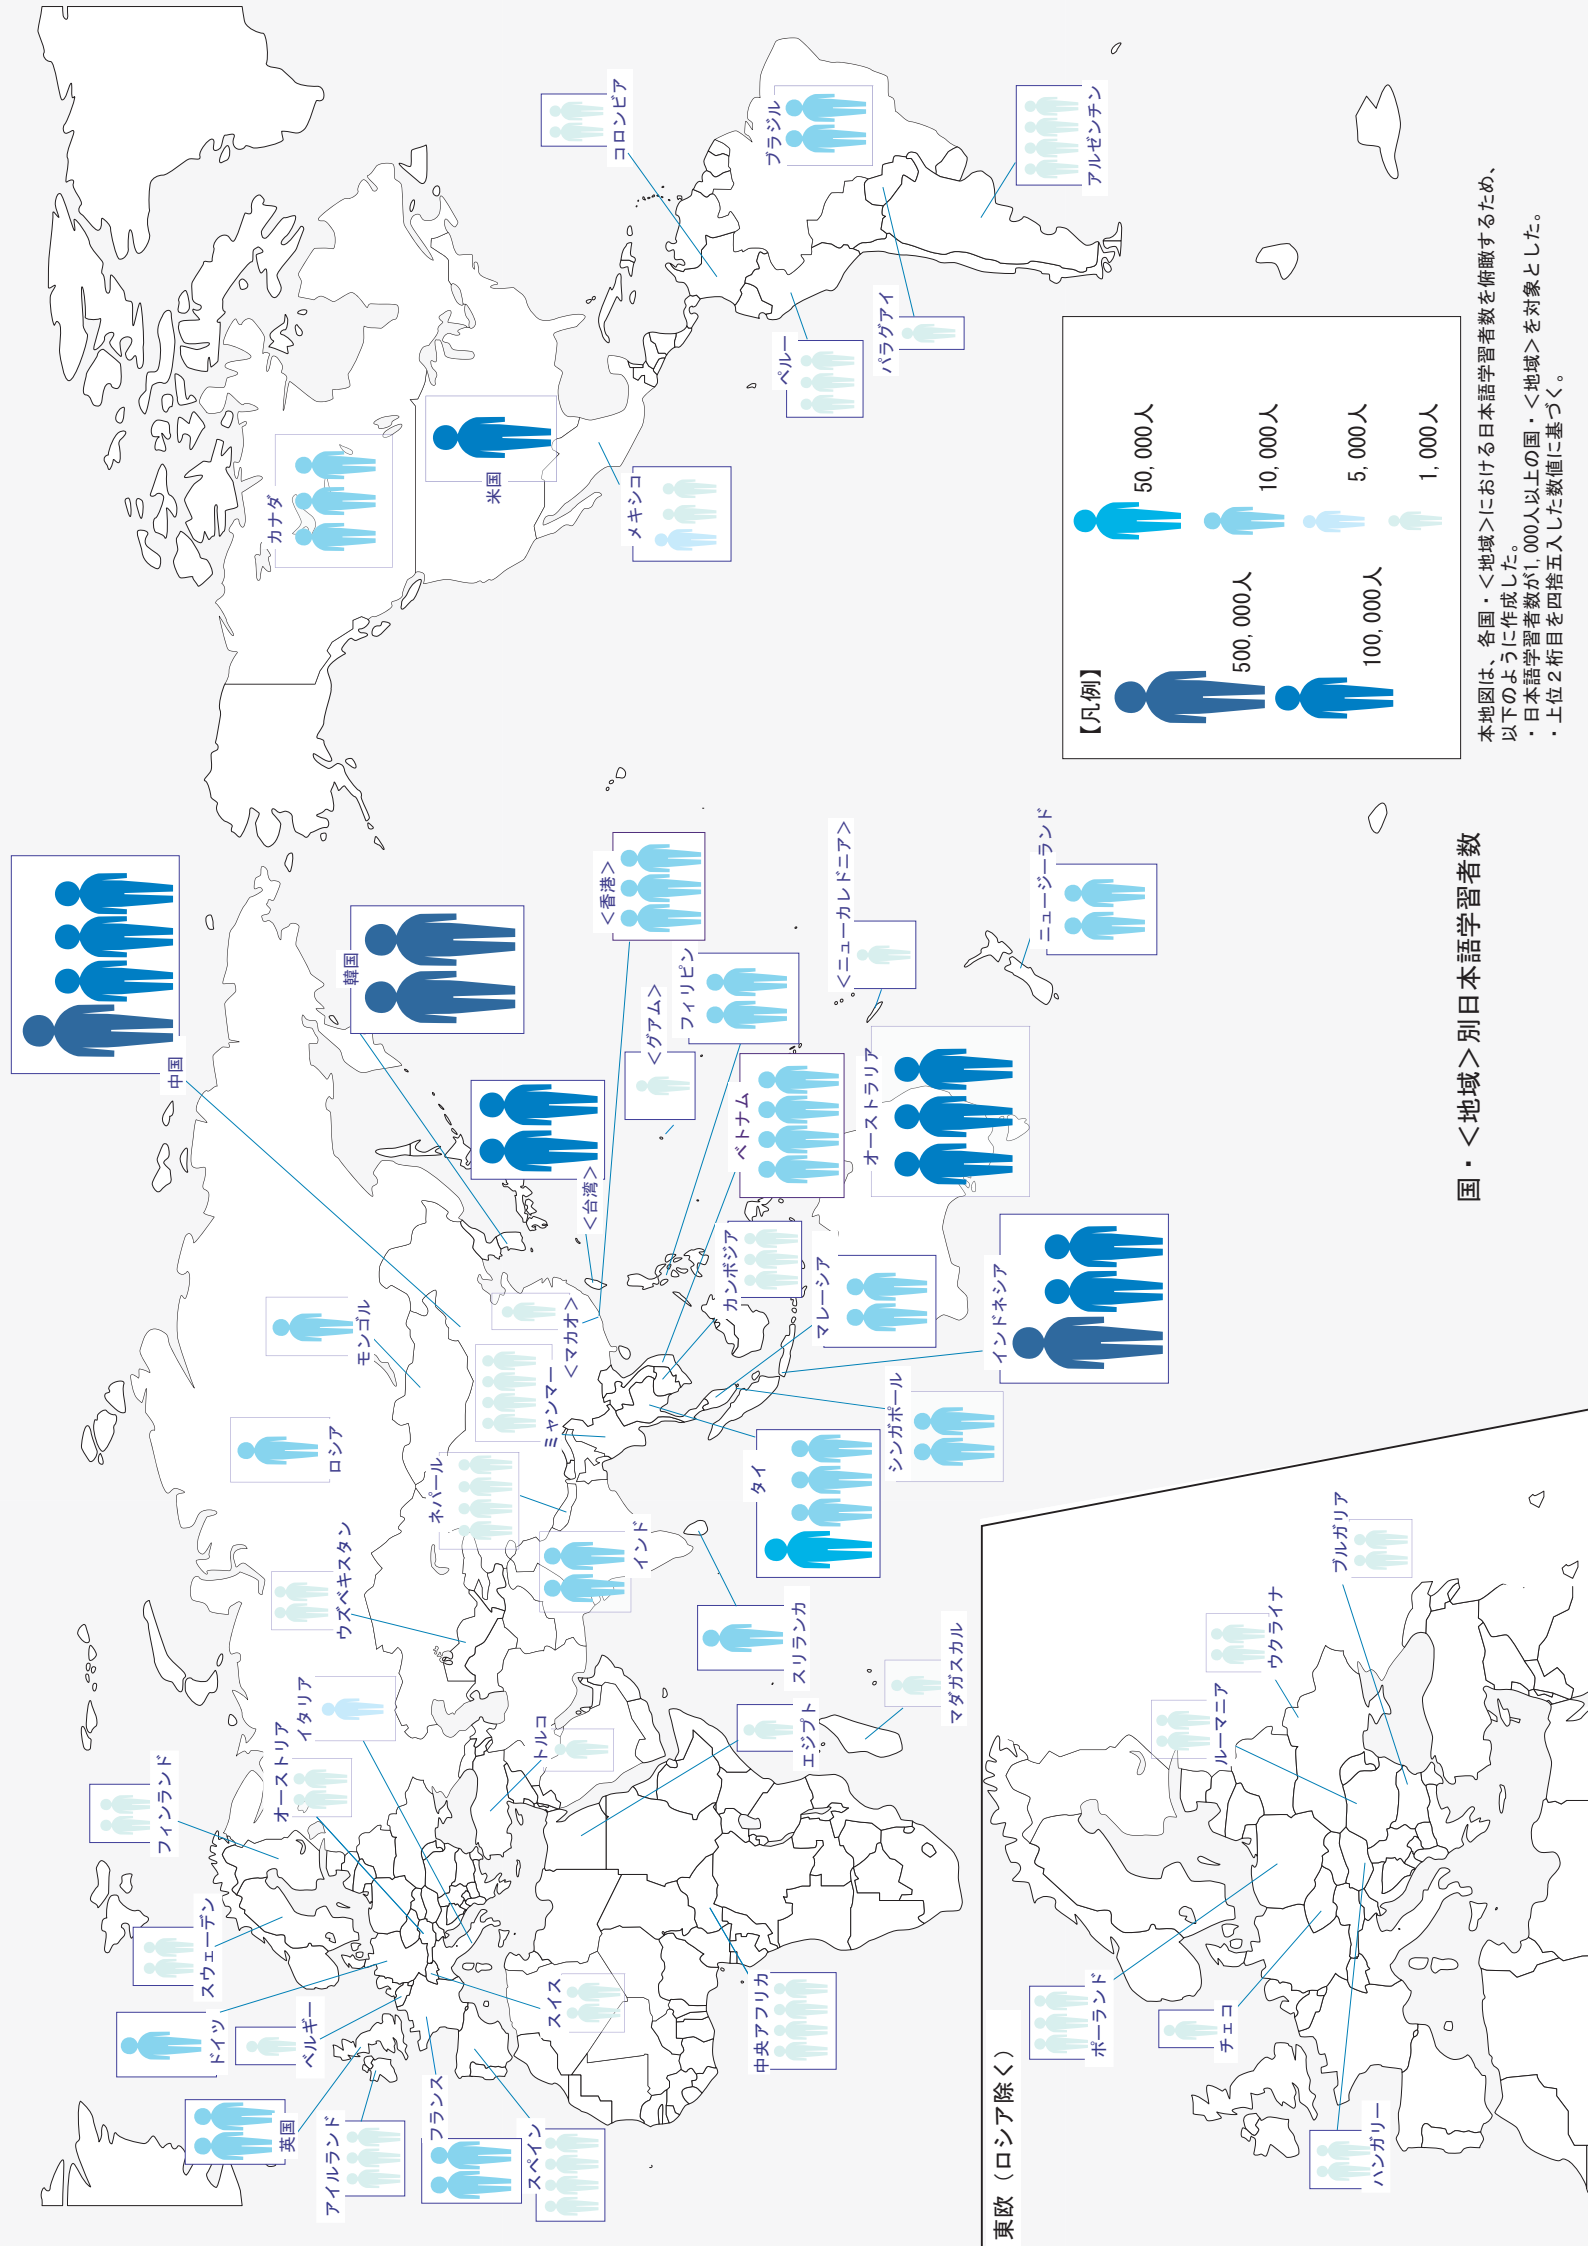 国・<地域>別日本語学習者数
中国
韓国
<台湾>
<香港>
<グアム>
フィリピン
<ニューカレドニア>
ニュージーランド
ベトナム
オーストラリア
カンボジア
マレーシア
インドネシア
シンガポール
タイ
<マカオ>
ミャンマー
モンゴル
ロシア
ネパール
インド
ウズベキスタン
スリランカ
マダガスカル
エジプト
トルコ
イタリア
オーストリア
フィンランド
スウェーデン
ドイツ
ベルギー
英国
アイルランド
フランス
スペイン
スイス
中央アフリカ
カナダ
米国
メキシコ
コロンビア
ブラジル
アルゼンチン
ペルー
パラグアイ
東欧（ロシア除く）
ポーランド
チェコ
ハンガリー
ルーマニア
ウクライナ
ブルガリア
【凡例】
500,000人
100,000人
50,000人
10,000人
5,000人
1,000人
本地図は、各国・<地域>における日本語学習者数を俯瞰するため、
以下のように作成した。
・日本語学習者数が1,000人以上の国・<地域>を対象とした。
・上位２桁目を四捨五入した数値に基づく。